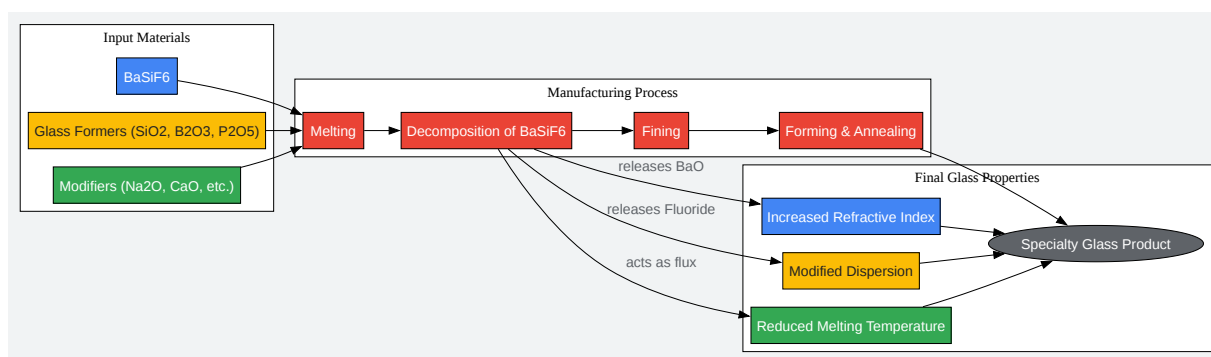 Input Materials
BaSiF6
Glass Formers (SiO2, B2O3, P2O5)
Modifiers (Na2O, CaO, etc.)
Manufacturing Process
Melting
Decomposition of BaSiF6
Fining
Forming & Annealing
releases BaO
releases Fluoride
acts as flux
Final Glass Properties
Increased Refractive Index
Modified Dispersion
Reduced Melting Temperature
Specialty Glass Product